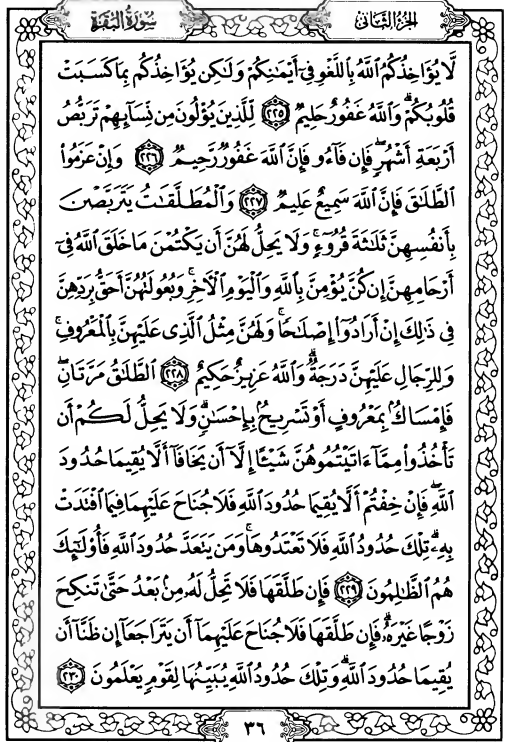 الجزء الثاني
سورة البقرة
لَّا يُؤَاخِذُكُمُ ٱللَّهُ بِٱللَّغْوِ فِىٓ أَيْمَٰنِكُمْ وَلَٰكِن يُؤَاخِذُكُم بِمَا كَسَبَتْ
قُلُوبُكُمْ ۗ وَٱللَّهُ غَفُورٌ حَلِيمٌ ٢٢٥ لِّلَّذِينَ يُؤْلُونَ مِن نِّسَآئِهِمْ تَرَبُّصُ
أَرْبَعَةِ أَشْهُرٍ ۖ فَإِن فَآءُو فَإِنَّ ٱللَّهَ غَفُورٌ رَّحِيمٌ ٢٢٦ وَإِنْ عَزَمُوا۟
ٱلطَّلَٰقَ فَإِنَّ ٱللَّهَ سَمِيعٌ عَلِيمٌ ٢٢٧ وَٱلْمُطَلَّقَٰتُ يَتَرَبَّصْنَ
بِأَنفُسِهِنَّ ثَلَٰثَةَ قُرُوٓءٍ ۚ وَلَا يَحِلُّ لَهُنَّ أَن يَكْتُمْنَ مَا خَلَقَ ٱللَّهُ فِىٓ
أَرْحَامِهِنَّ إِن كُنَّ يُؤْمِنَّ بِٱللَّهِ وَٱلْيَوْمِ ٱلْءَاخِرِ ۚ وَبُعُولَتُهُنَّ أَحَقُّ بِرَدِّهِنَّ
فِى ذَٰلِكَ إِنْ أَرَادُوٓا۟ إِصْلَٰحًا ۚ وَلَهُنَّ مِثْلُ ٱلَّذِى عَلَيْهِنَّ بِٱلْمَعْرُوفِ ۚ
وَلِلرِّجَالِ عَلَيْهِنَّ دَرَجَةٌ ۗ وَٱللَّهُ عَزِيزٌ حَكِيمٌ ٢٢٨ ٱلطَّلَٰقُ مَرَّتَانِ ۖ
فَإِمْسَاكٌۢ بِمَعْرُوفٍ أَوْ تَسْرِيحٌۢ بِإِحْسَٰنٍ ۗ وَلَا يَحِلُّ لَكُمْ أَن
تَأْخُذُوا۟ مِمَّآ ءَاتَيْتُمُوهُنَّ شَيْـًٔا إِلَّآ أَن يَخَافَآ أَلَّا يُقِيمَا حُدُودَ
ٱللَّهِ ۖ فَإِنْ خِفْتُمْ أَلَّا يُقِيمَا حُدُودَ ٱللَّهِ فَلَا جُنَاحَ عَلَيْهِمَا فِيمَا ٱفْتَدَتْ
بِهِۦ ۗ تِلْكَ حُدُودُ ٱللَّهِ فَلَا تَعْتَدُوهَا ۚ وَمَن يَتَعَدَّ حُدُودَ ٱللَّهِ فَأُو۟لَٰٓئِكَ
هُمُ ٱلظَّٰلِمُونَ ٢٢٩ فَإِن طَلَّقَهَا فَلَا تَحِلُّ لَهُۥ مِنۢ بَعْدُ حَتَّىٰ تَنكِحَ
زَوْجًا غَيْرَهُۥ ۗ فَإِن طَلَّقَهَا فَلَا جُنَاحَ عَلَيْهِمَآ أَن يَتَرَاجَعَآ إِن ظَنَّآ أَن
يُقِيمَا حُدُودَ ٱللَّهِ ۗ وَتِلْكَ حُدُودُ ٱللَّهِ يُبَيِّنُهَا لِقَوْمٍ يَعْلَمُونَ ٢٣٠
٣٦